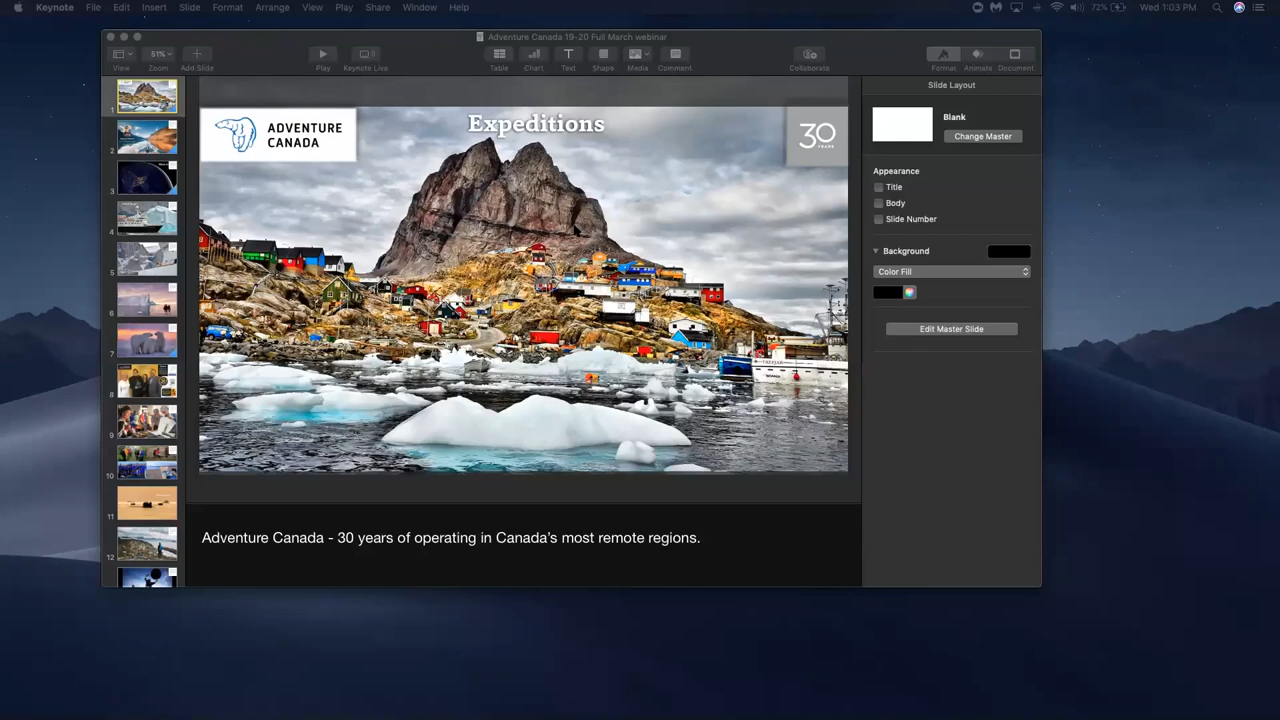 Keynote File Edit Insert Slide Format Arrange View Play Share Window Help
72% Wed 1:03 PM
Adventure Canada 19-20 Full March webinar
51%
View Zoom Add Slide Play Keynote Live Table Chart Text Shape Media Comment Collaborate Format Animate Document
Slide Layout
ADVENTURE
CANADA
Expeditions
30
YEARS
Blank
Change Master
Appearance
Title
Body
Slide Number
Background
Color Fill
Edit Master Slide
1
2
3
4
5
6
7
8
9
10
11
12
Adventure Canada - 30 years of operating in Canada's most remote regions.